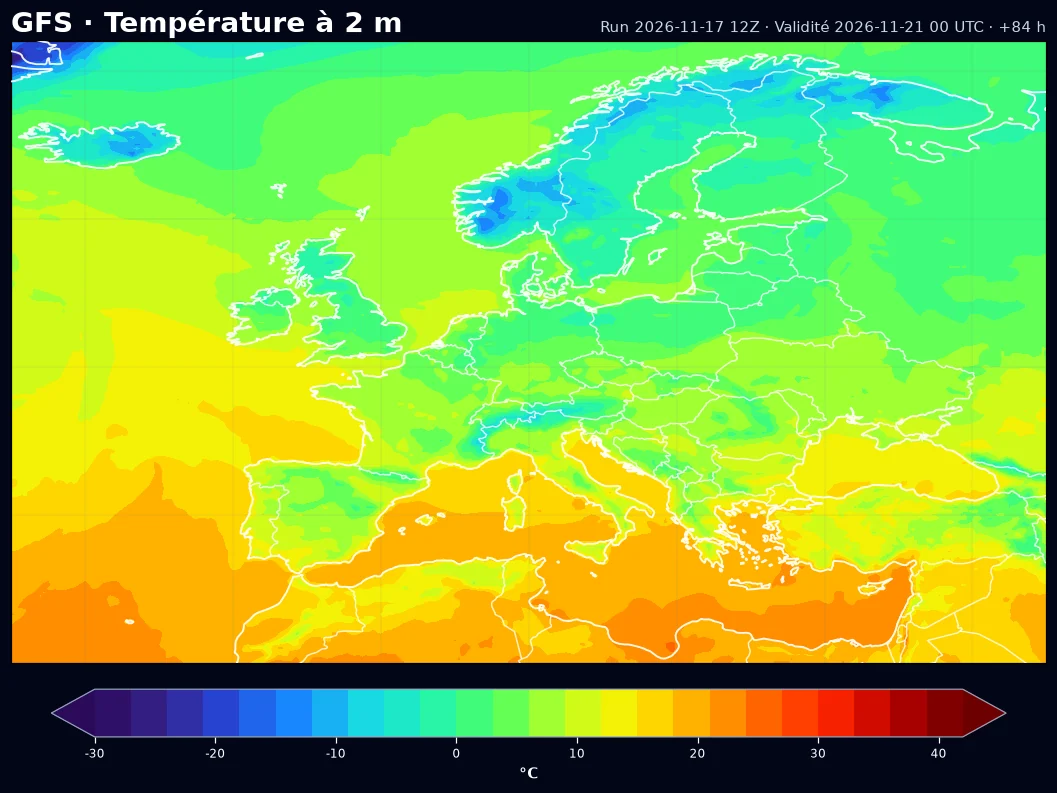 GFS · Température à 2 m
Run 2026-11-17 12Z · Validité 2026-11-21 00 UTC · +84 h
-30 -20 -10 0 10 20 30 40
°C